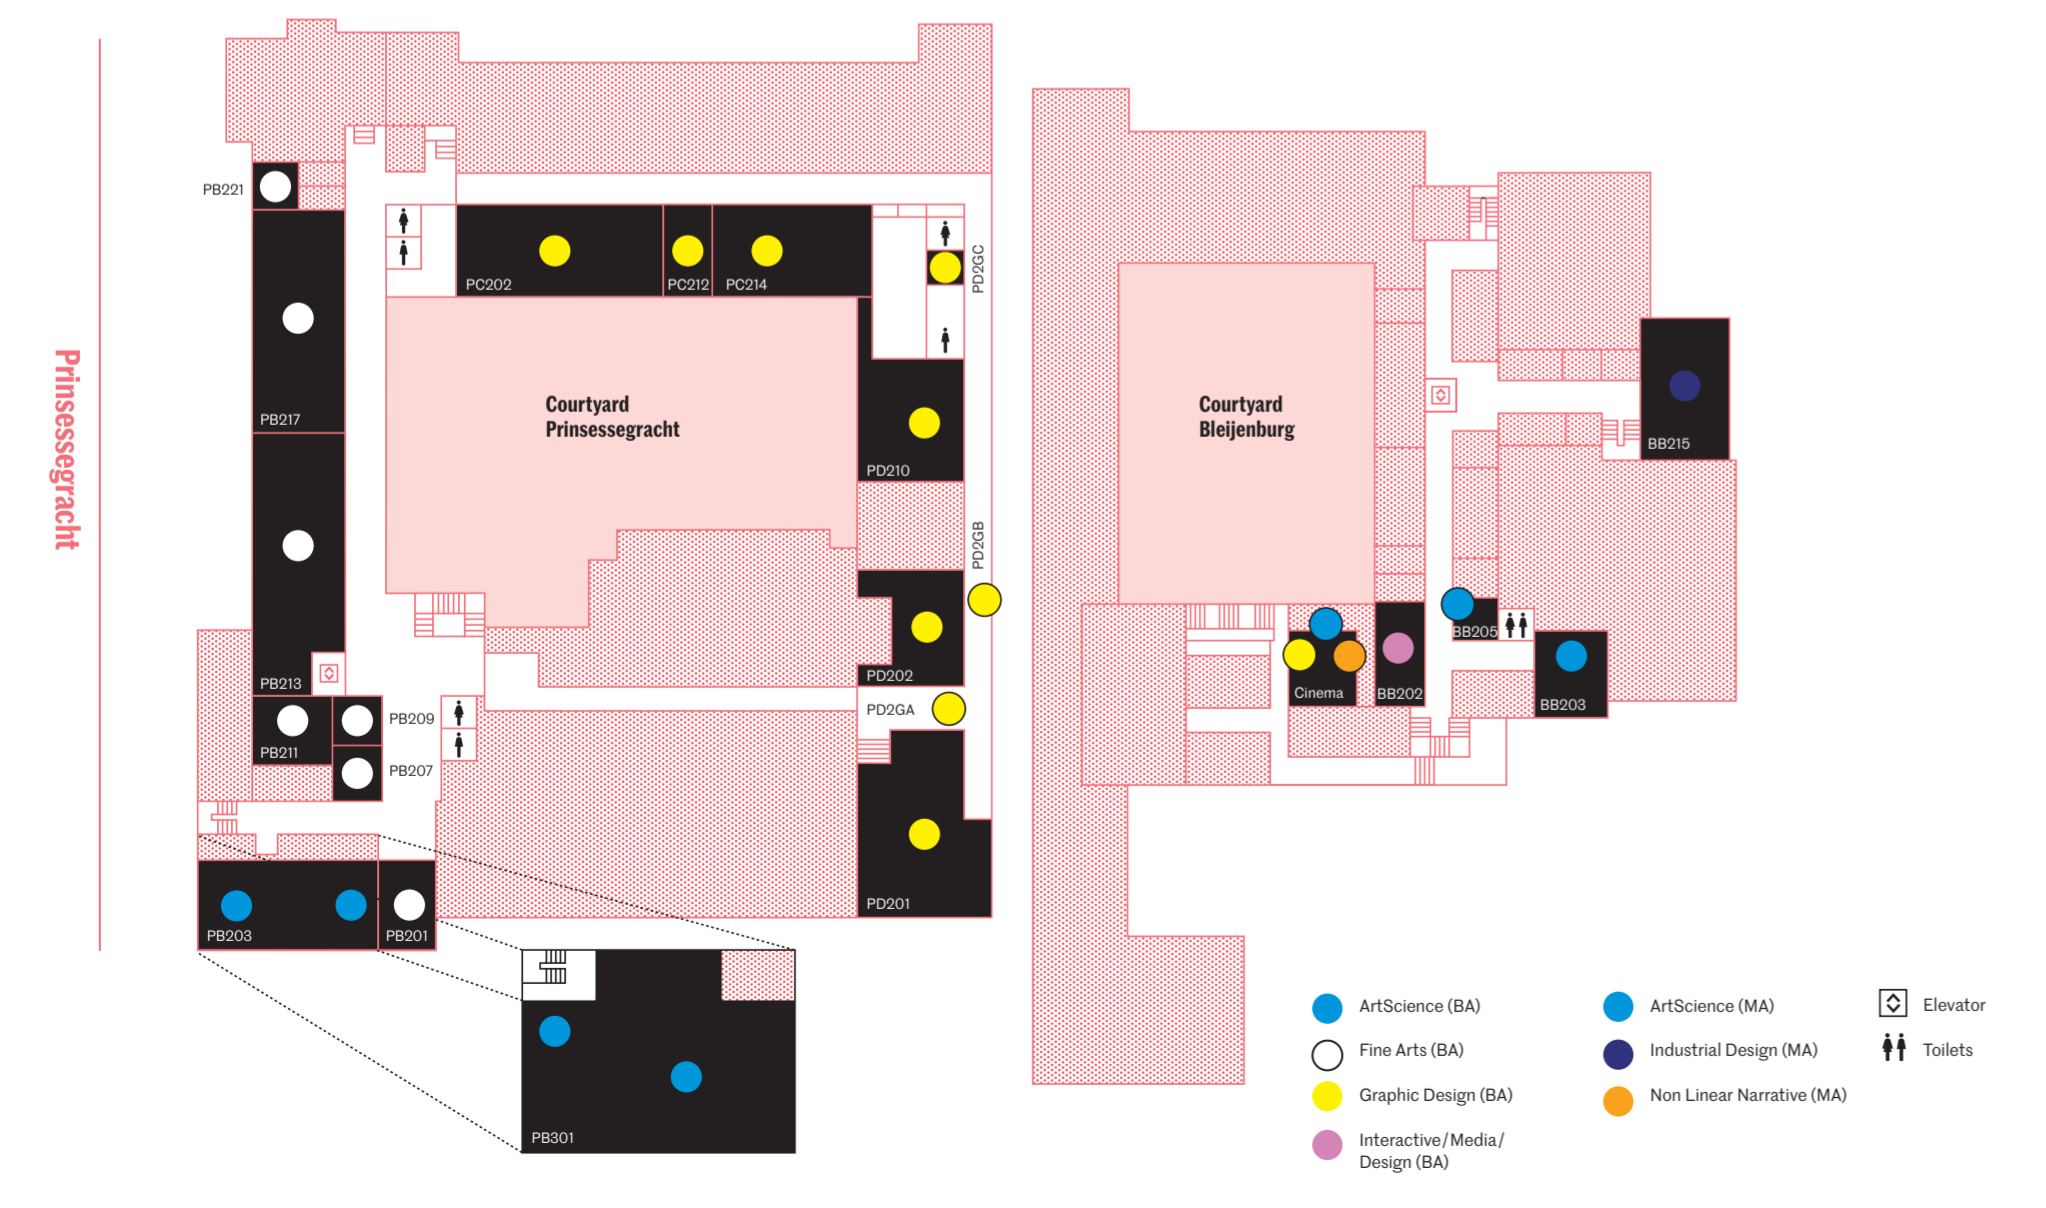 Prinsessegracht
PB221
PB217
PB213
PB211
PB209
PB207
PB203
PB201
PB301
PC202
PC212
PC214
PD2GC
Courtyard
Prinsessegracht
PD210
PD2GB
PD202
PD2GA
PD201
Courtyard
Bleijenburg
BB215
BB205
Cinema
BB202
BB203
ArtScience (BA)
Fine Arts (BA)
Graphic Design (BA)
Interactive/Media/
Design (BA)
ArtScience (MA)
Industrial Design (MA)
Non Linear Narrative (MA)
Elevator
Toilets